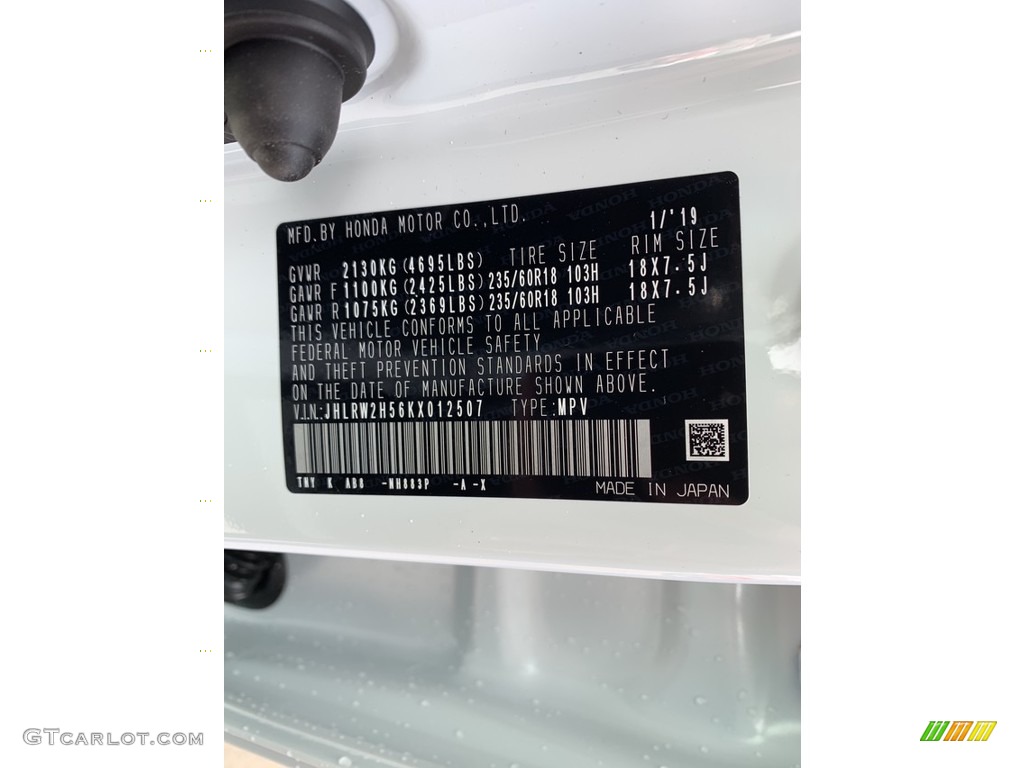 MFD.BY HONDA MOTOR CO.,LTD. 1/'19
TIRE SIZE RIM SIZE
GVWR 2130KG(4695LBS)
GAWR F 1100KG(2425LBS) 235/60R18 103H 18X7.5J
GAWR R 1075KG(2369LBS) 235/60R18 103H 18X7.5J
THIS VEHICLE CONFORMS TO ALL APPLICABLE
FEDERAL MOTOR VEHICLE SAFETY
AND THEFT PREVENTION STANDARDS IN EFFECT
ON THE DATE OF MANUFACTURE SHOWN ABOVE.
V.I.N.:JHLRW2H56KX012507 TYPE:MPV
TNY K AB8 -NH883P -A -X
MADE IN JAPAN
GTCARLOT.COM